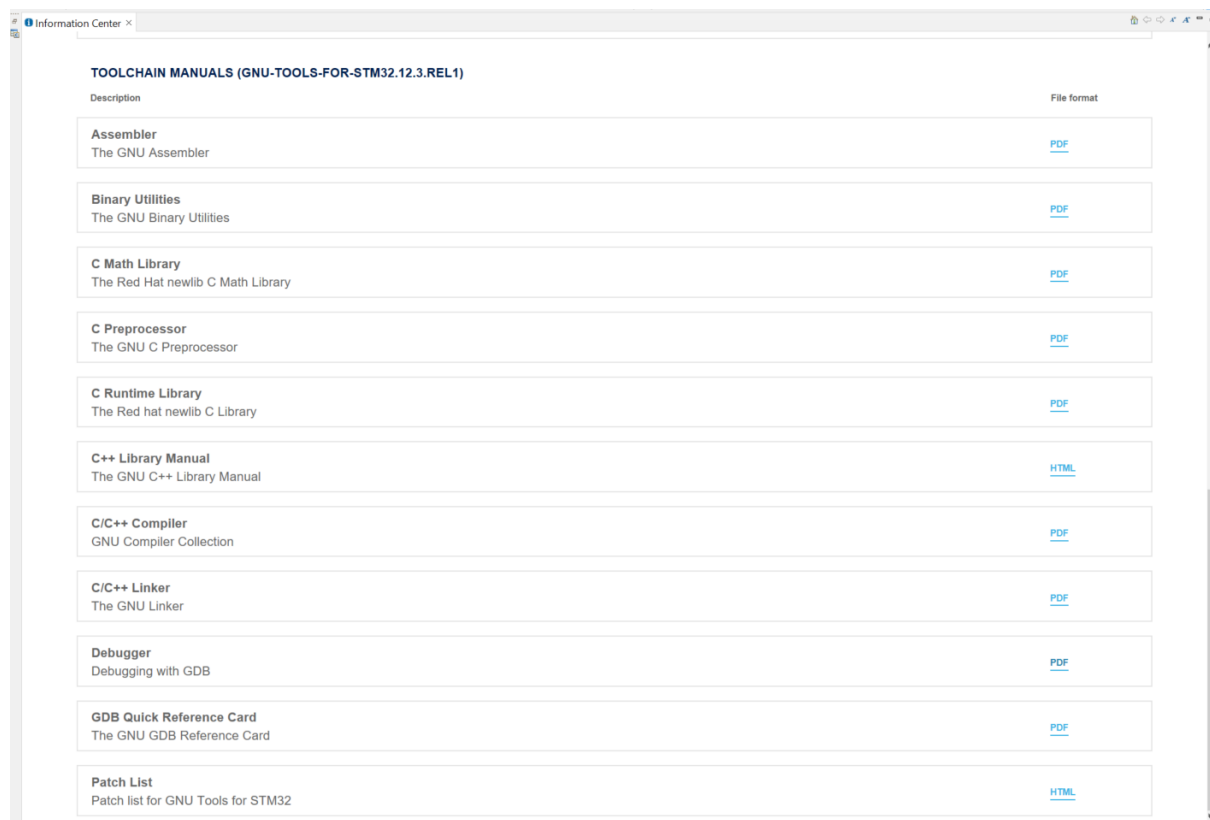 Information Center
TOOLCHAIN MANUALS (GNU-TOOLS-FOR-STM32.12.3.REL1)
Description File format
Assembler
The GNU Assembler
PDF
Binary Utilities
The GNU Binary Utilities
PDF
C Math Library
The Red Hat newlib C Math Library
PDF
C Preprocessor
The GNU C Preprocessor
PDF
C Runtime Library
The Red hat newlib C Library
PDF
C++ Library Manual
The GNU C++ Library Manual
HTML
C/C++ Compiler
GNU Compiler Collection
PDF
C/C++ Linker
The GNU Linker
PDF
Debugger
Debugging with GDB
PDF
GDB Quick Reference Card
The GNU GDB Reference Card
PDF
Patch List
Patch list for GNU Tools for STM32
HTML